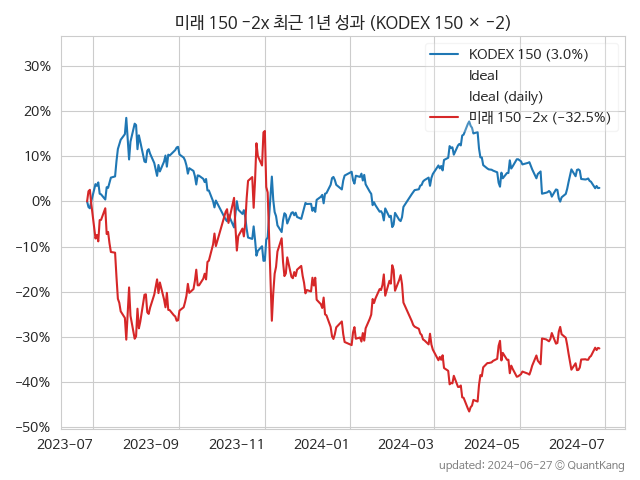 미래 150 -2x 최근 1년 성과 (KODEX 150 × -2)
KODEX 150 (3.0%)
Ideal
Ideal (daily)
미래 150 -2x (-32.5%)
30%
20%
10%
0%
-10%
-20%
-30%
-40%
-50%
2023-07 2023-09 2023-11 2024-01 2024-03 2024-05 2024-07
updated: 2024-06-27 © QuantKang